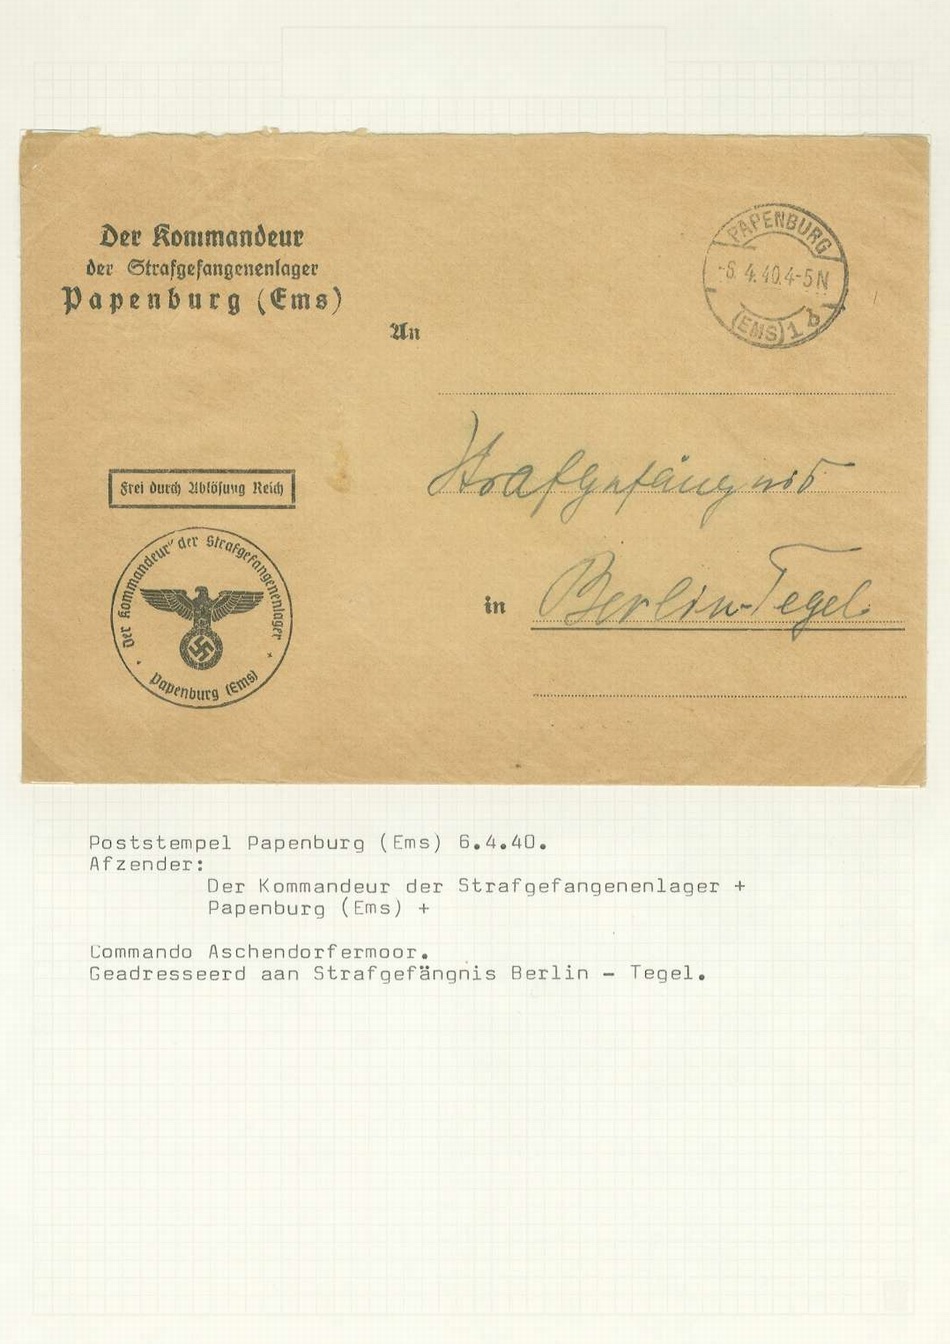 Der Kommandeur
der Strafgefangenenlager
Papenburg (Ems)
PAPENBURG
-6.4.40.4-5N
(EMS) 1 b
An
Strafgefängnis
Frei durch Ablösung Reich
Der Kommandeur der Strafgefangenenlager
Papenburg (Ems)
in Berlin-Tegel
Poststempel Papenburg (Ems) 6.4.40.
Afzender:
Der Kommandeur der Strafgefangenenlager +
Papenburg (Ems) +
Commando Aschendorfermoor.
Geadresseerd aan Strafgefängnis Berlin - Tegel.